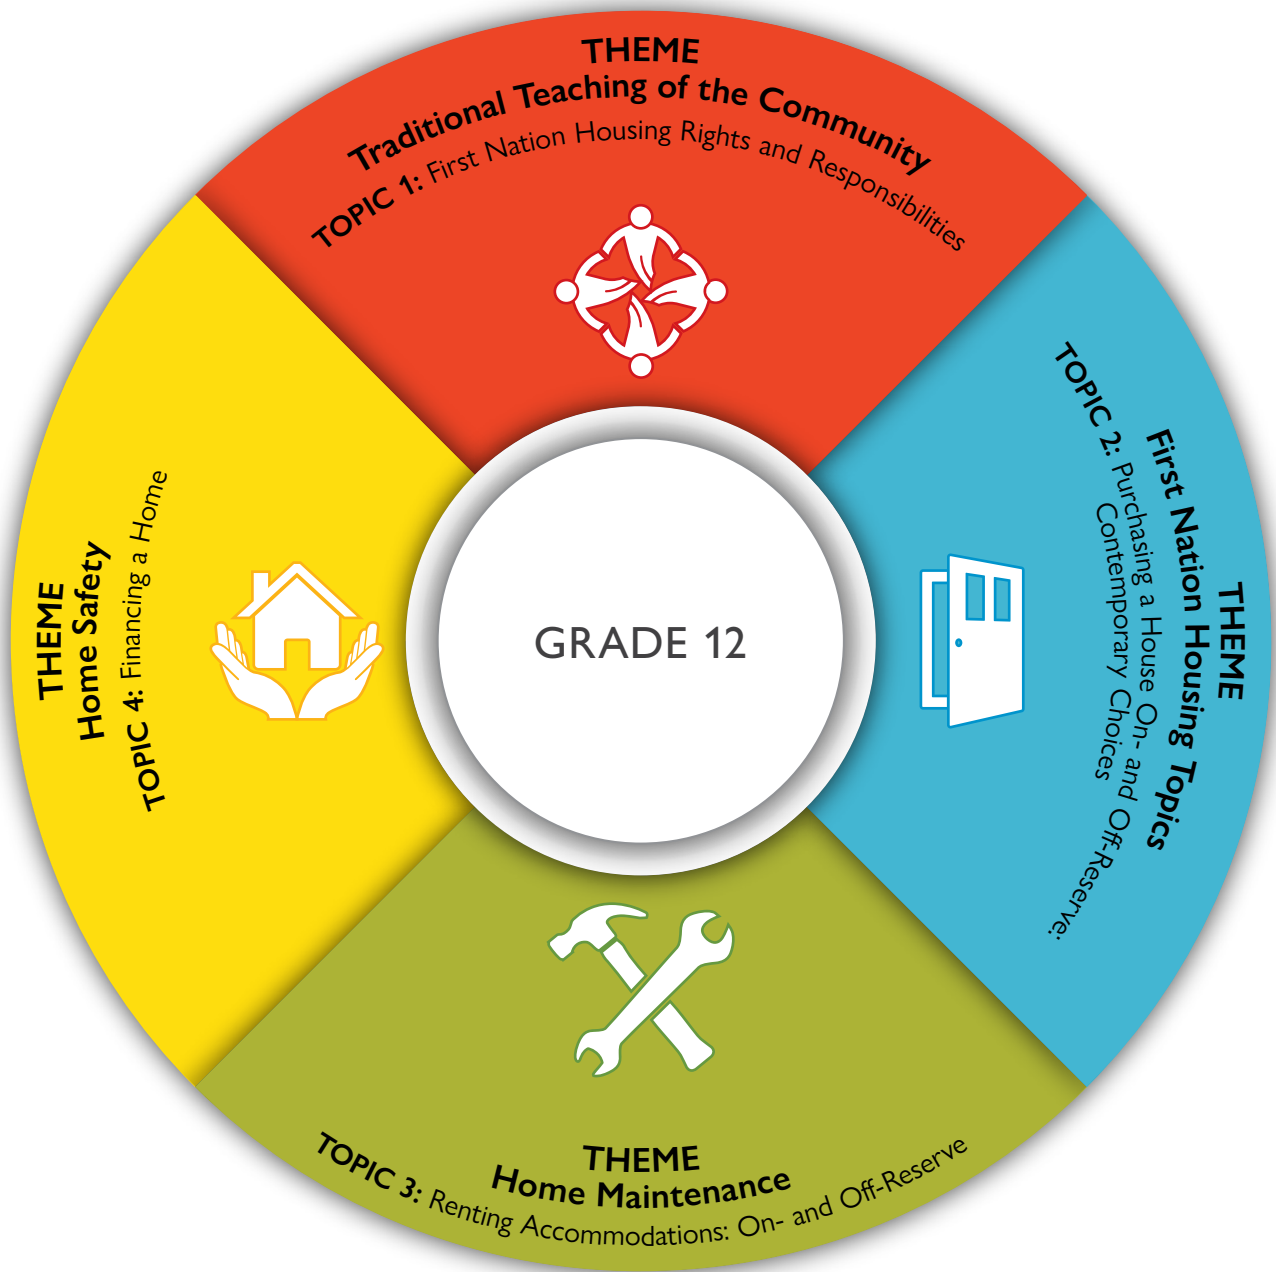 THEME
Traditional Teaching of the Community
TOPIC 1: First Nation Housing Rights and Responsibilities
THEME
First Nation Housing Topics
TOPIC 2: Purchasing a House On- and Off-Reserve:
Contemporary Choices
THEME
Home Maintenance
TOPIC 3: Renting Accommodations: On- and Off-Reserve
THEME
Home Safety
TOPIC 4: Financing a Home
GRADE 12